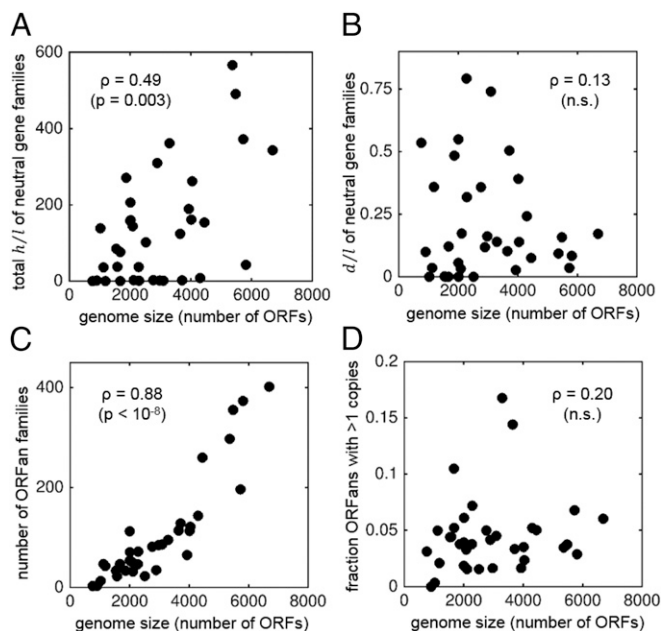 A
total h/l of neutral gene families
600
400
200
0
ρ = 0.49
(p = 0.003)
0 2000 4000 6000 8000
genome size (number of ORFs)
B
d/l of neutral gene families
0.75
0.5
0.25
0
ρ = 0.13
(n.s.)
0 2000 4000 6000 8000
genome size (number of ORFs)
C
number of ORFan families
400
200
0
ρ = 0.88
(p < 10⁻⁸)
0 2000 4000 6000 8000
genome size (number of ORFs)
D
fraction ORFans with >1 copies
0.2
0.15
0.1
0.05
0
ρ = 0.20
(n.s.)
0 2000 4000 6000 8000
genome size (number of ORFs)